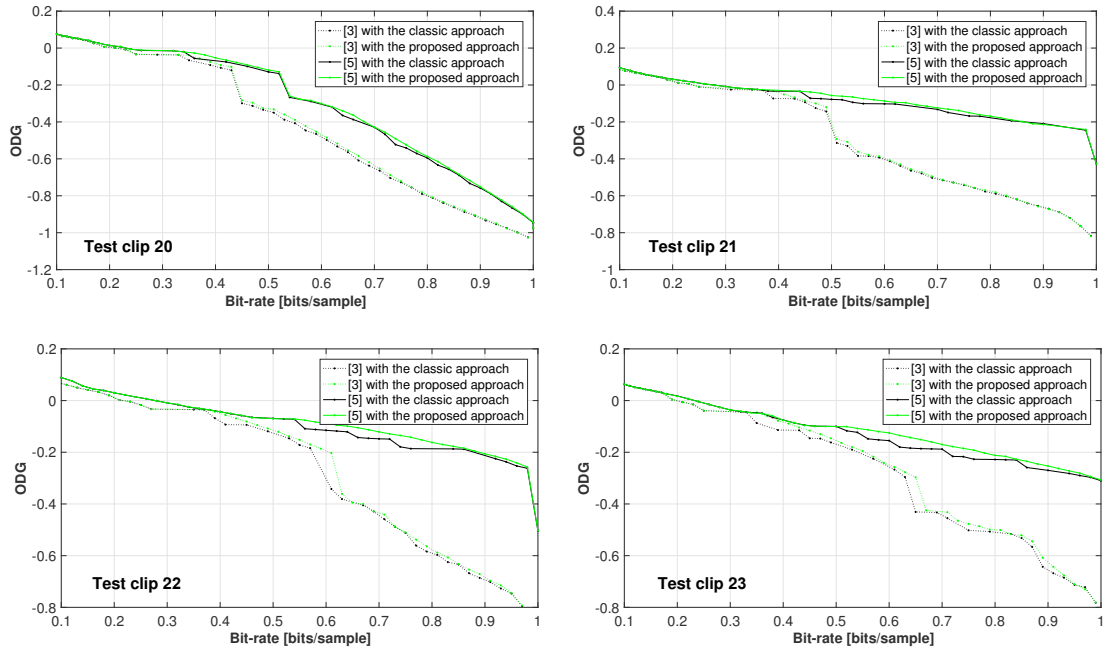 0.2
0
-0.2
-0.4
-0.6
-0.8
-1
-1.2
ODG
[3] with the classic approach
[3] with the proposed approach
[5] with the classic approach
[5] with the proposed approach
Test clip 20
0.1 0.2 0.3 0.4 0.5 0.6 0.7 0.8 0.9 1
Bit-rate [bits/sample]
0.4
0.2
0
-0.2
-0.4
-0.6
-0.8
-1
ODG
[3] with the classic approach
[3] with the proposed approach
[5] with the classic approach
[5] with the proposed approach
Test clip 21
0.1 0.2 0.3 0.4 0.5 0.6 0.7 0.8 0.9 1
Bit-rate [bits/sample]
0.2
0
-0.2
-0.4
-0.6
-0.8
ODG
[3] with the classic approach
[3] with the proposed approach
[5] with the classic approach
[5] with the proposed approach
Test clip 22
0.1 0.2 0.3 0.4 0.5 0.6 0.7 0.8 0.9 1
Bit-rate [bits/sample]
0.2
0
-0.2
-0.4
-0.6
-0.8
ODG
[3] with the classic approach
[3] with the proposed approach
[5] with the classic approach
[5] with the proposed approach
Test clip 23
0.1 0.2 0.3 0.4 0.5 0.6 0.7 0.8 0.9 1
Bit-rate [bits/sample]